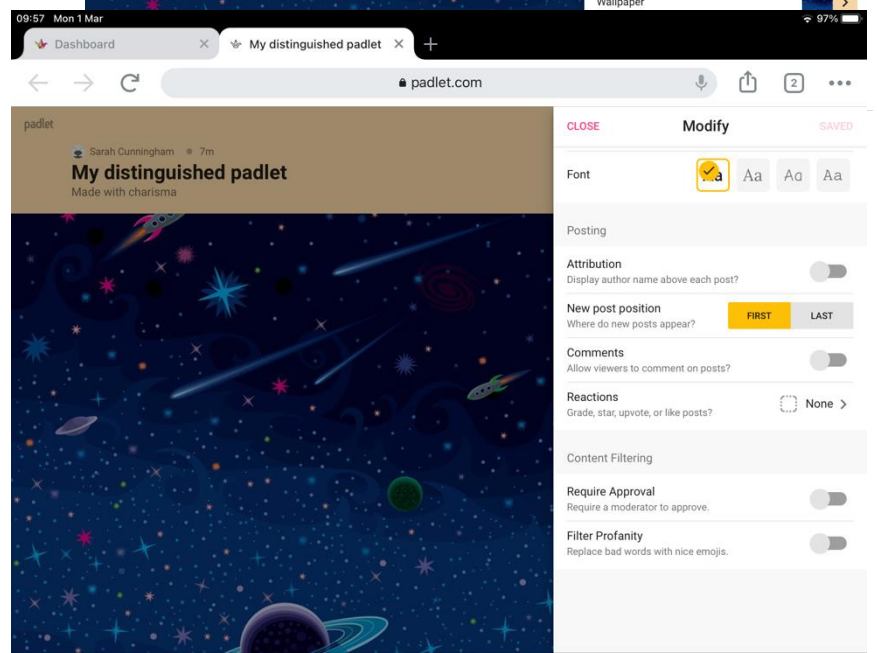 Wallpaper
09:57 Mon 1 Mar
97%
Dashboard
My distinguished padlet
padlet.com
2
padlet
Sarah Cunningham 7m
My distinguished padlet
Made with charisma
CLOSE
Modify
SAVED
Font
Aa Aa Aa
Posting
Attribution
Display author name above each post?
New post position
Where do new posts appear?
FIRST
LAST
Comments
Allow viewers to comment on posts?
Reactions
Grade, star, upvote, or like posts?
None
Content Filtering
Require Approval
Require a moderator to approve.
Filter Profanity
Replace bad words with nice emojis.